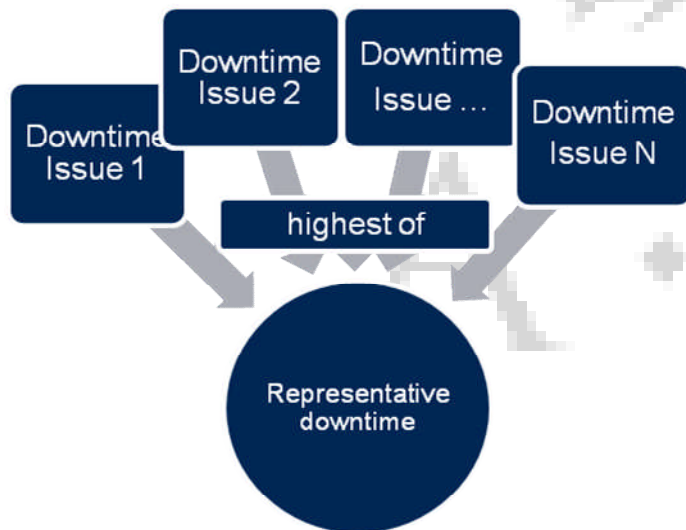 Downtime
Issue 1
Downtime
Issue 2
Downtime
Issue ...
Downtime
Issue N
highest of
Representative
downtime